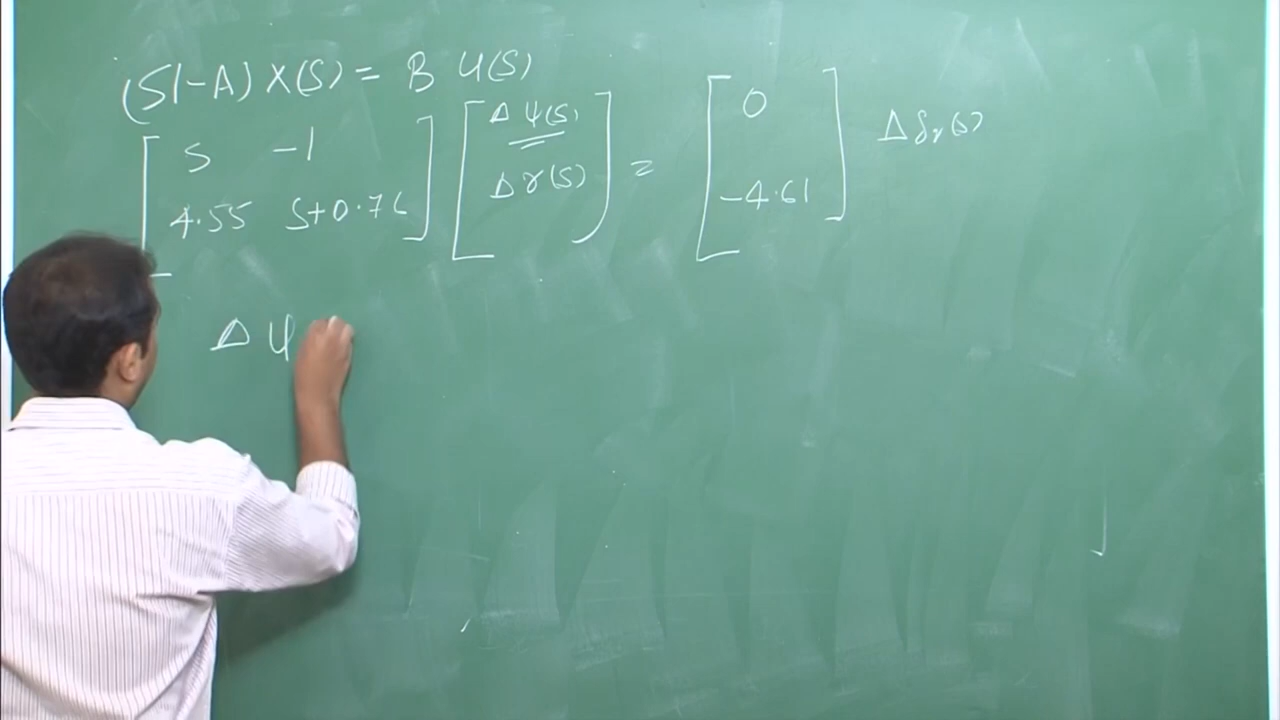 (SI-A) X(S) = B U(S)
[ S -1 ] [ Δψ(S) ] = [ 0 ] Δδr(s)
[ 4.55 S+0.76 ] [ Δr(S) ] [ -4.61 ]
Δψ